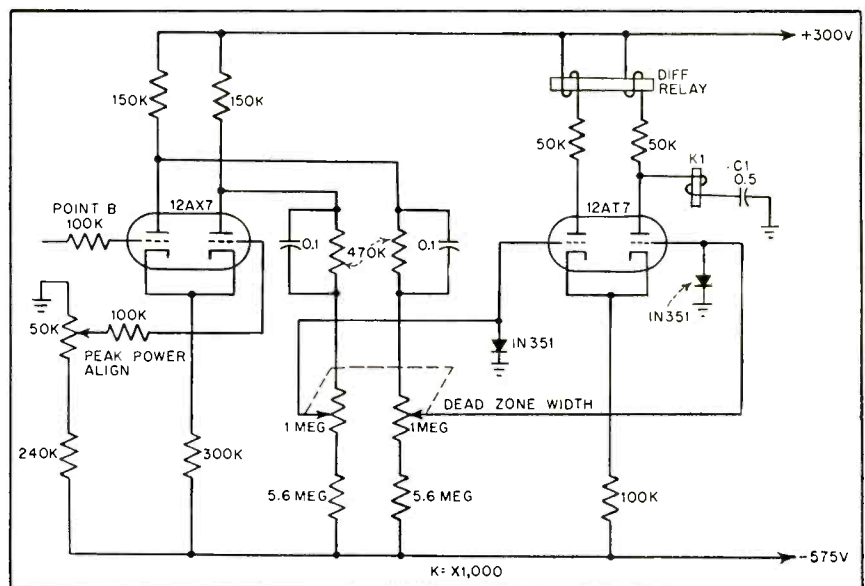 +300V
DIFF
RELAY
150K
150K
50K
50K
K1
C1
0.5
POINT B
100K
12AX7
12AT7
0.1
470K
0.1
50K
100K
PEAK POWER
ALIGN
IN351
IN351
DEAD ZONE WIDTH
1 MEG
1 MEG
240K
300K
5.6 MEG
5.6 MEG
100K
-575V
K= X1,000